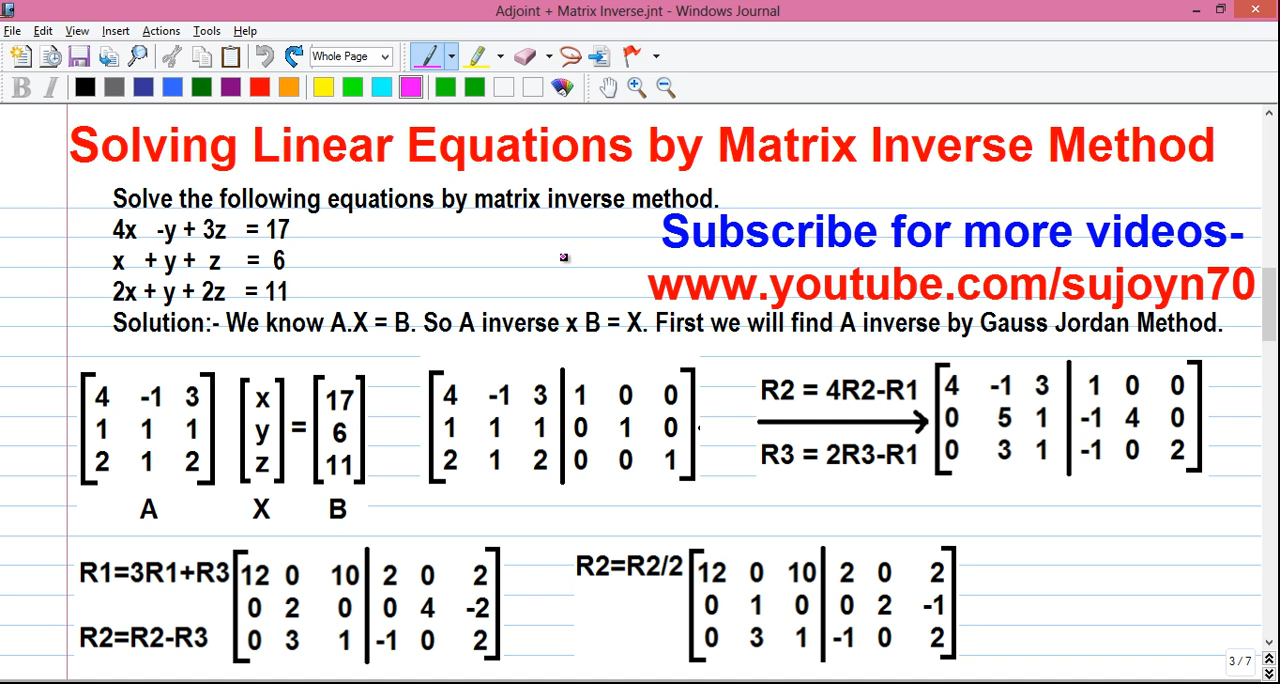 Adjoint + Matrix Inverse.jnt - Windows Journal
File Edit View Insert Actions Tools Help
Whole Page
B I
Solving Linear Equations by Matrix Inverse Method
Solve the following equations by matrix inverse method.
4x -y + 3z = 17
x + y + z = 6
2x + y + 2z = 11
Subscribe for more videos-
www.youtube.com/sujoyn70
Solution:- We know A.X = B. So A inverse x B = X. First we will find A inverse by Gauss Jordan Method.
4 -1 3 x 17
1 1 1 y = 6
2 1 2 z 11
A X B
4 -1 3 1 0 0
1 1 1 0 1 0
2 1 2 0 0 1
R2 = 4R2-R1
R3 = 2R3-R1
4 -1 3 1 0 0
0 5 1 -1 4 0
0 3 1 -1 0 2
R1=3R1+R3 12 0 10 2 0 2
0 2 0 0 4 -2
R2=R2-R3 0 3 1 -1 0 2
R2=R2/2 12 0 10 2 0 2
0 1 0 0 2 -1
0 3 1 -1 0 2
3 / 7